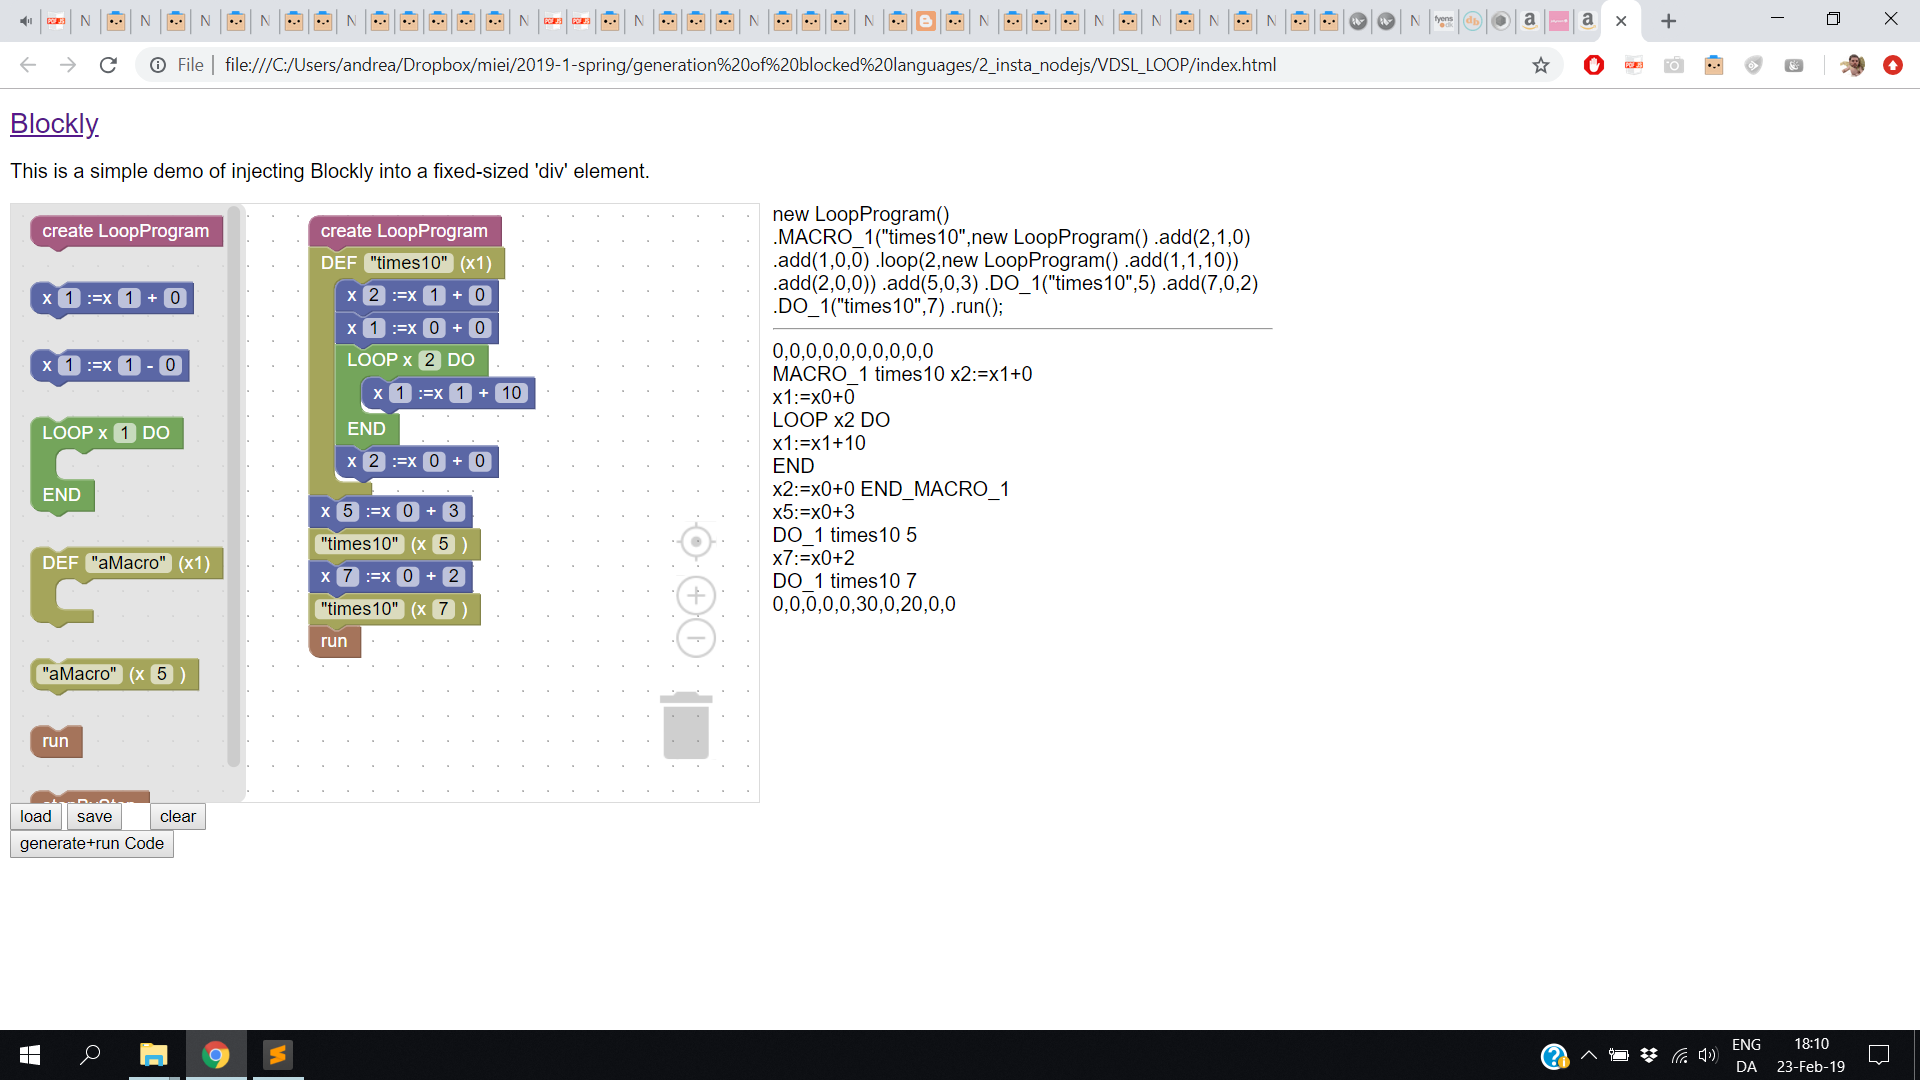 File
file:///C:/Users/andrea/Dropbox/miei/2019-1-spring/generation%20of%20blocked%20languages/2_insta_nodejs/VDSL_LOOP/index.html
Blockly
This is a simple demo of injecting Blockly into a fixed-sized 'div' element.
create LoopProgram
x 1 :=x 1 + 0
x 1 :=x 1 - 0
LOOP x 1 DO
END
DEF "aMacro" (x1)
"aMacro" (x 5 )
run
stepByStep
create LoopProgram
DEF "times10" (x1)
x 2 :=x 1 + 0
x 1 :=x 0 + 0
LOOP x 2 DO
x 1 :=x 1 + 10
END
x 2 :=x 0 + 0
x 5 :=x 0 + 3
"times10" (x 5 )
x 7 :=x 0 + 2
"times10" (x 7 )
run
new LoopProgram()
.MACRO_1("times10",new LoopProgram() .add(2,1,0)
.add(1,0,0) .loop(2,new LoopProgram() .add(1,1,10))
.add(2,0,0)) .add(5,0,3) .DO_1("times10",5) .add(7,0,2)
.DO_1("times10",7) .run();
0,0,0,0,0,0,0,0,0,0
MACRO_1 times10 x2:=x1+0
x1:=x0+0
LOOP x2 DO
x1:=x1+10
END
x2:=x0+0 END_MACRO_1
x5:=x0+3
DO_1 times10 5
x7:=x0+2
DO_1 times10 7
0,0,0,0,0,30,0,20,0,0
load save clear
generate+run Code
ENG
DA
18:10
23-Feb-19